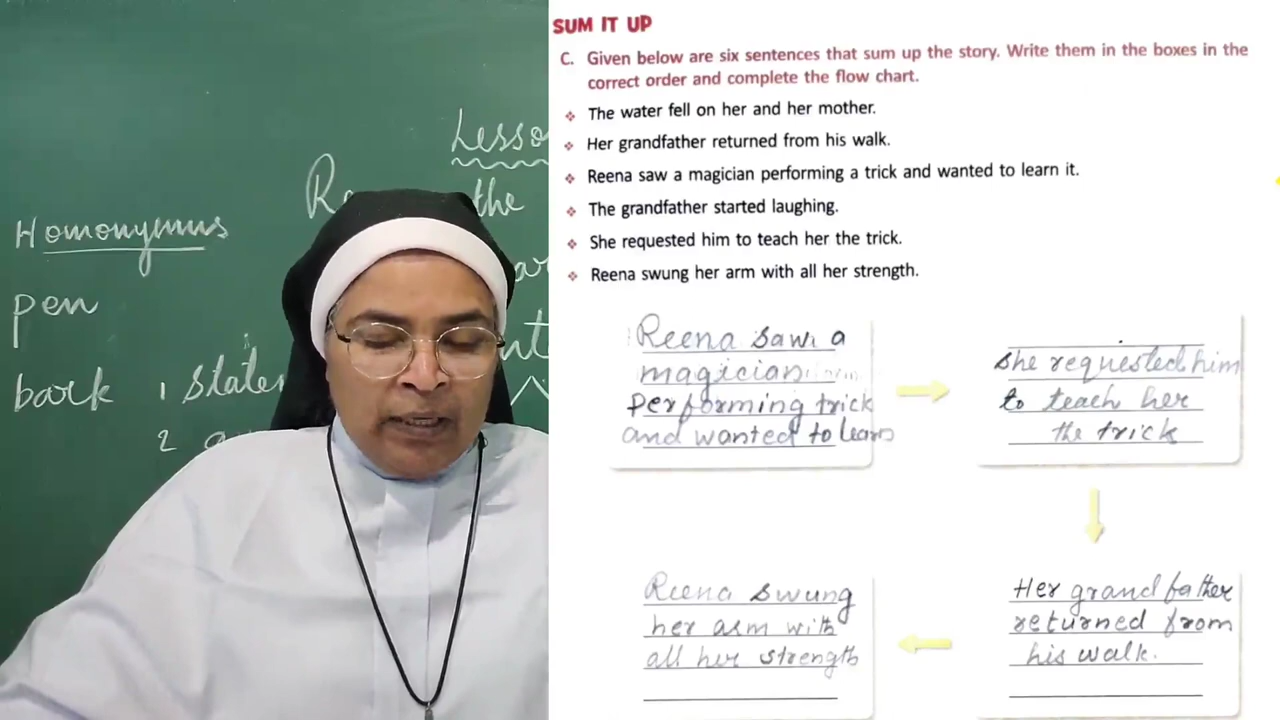 Lesso
R the
Homonymus
pen
bark
1 state
2
SUM IT UP
C. Given below are six sentences that sum up the story. Write them in the boxes in the
correct order and complete the flow chart.
❖ The water fell on her and her mother.
❖ Her grandfather returned from his walk.
❖ Reena saw a magician performing a trick and wanted to learn it.
❖ The grandfather started laughing.
❖ She requested him to teach her the trick.
❖ Reena swung her arm with all her strength.
Reena saw a
magician
performing trick
and wanted to learn
she requested him
to teach her
the trick
Her grandfather
returned from
his walk.
Reena swung
her arm with
all her strength